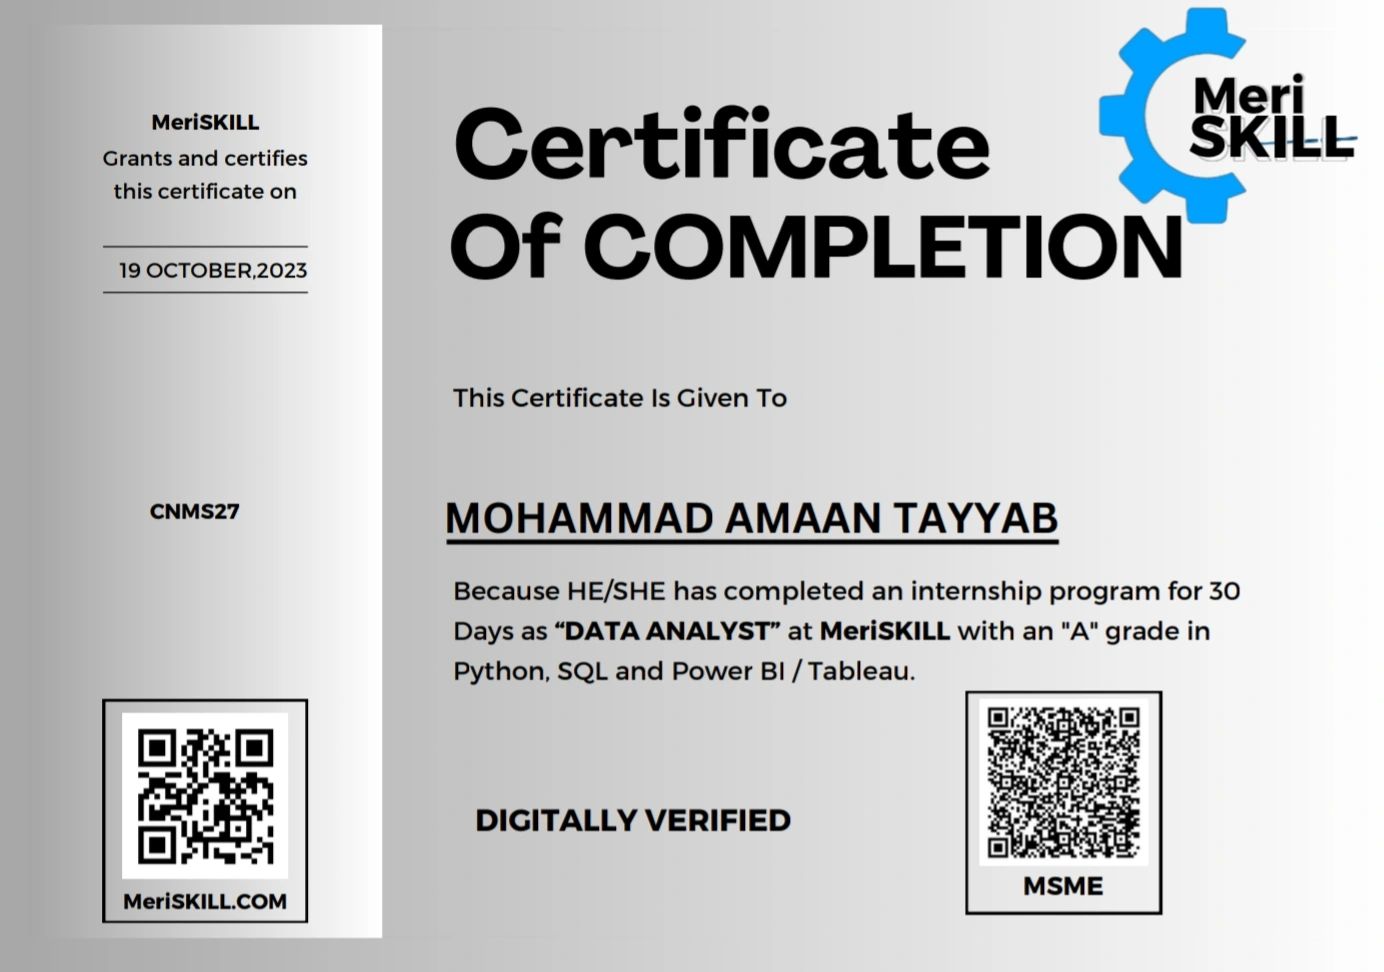 MeriSKILL
Grants and certifies
this certificate on
19 OCTOBER,2023
CNMS27
MeriSKILL.COM
Meri
SKILL
Certificate
Of COMPLETION
This Certificate Is Given To
MOHAMMAD AMAAN TAYYAB
Because HE/SHE has completed an internship program for 30
Days as “DATA ANALYST” at MeriSKILL with an "A" grade in
Python, SQL and Power BI / Tableau.
DIGITALLY VERIFIED
MSME